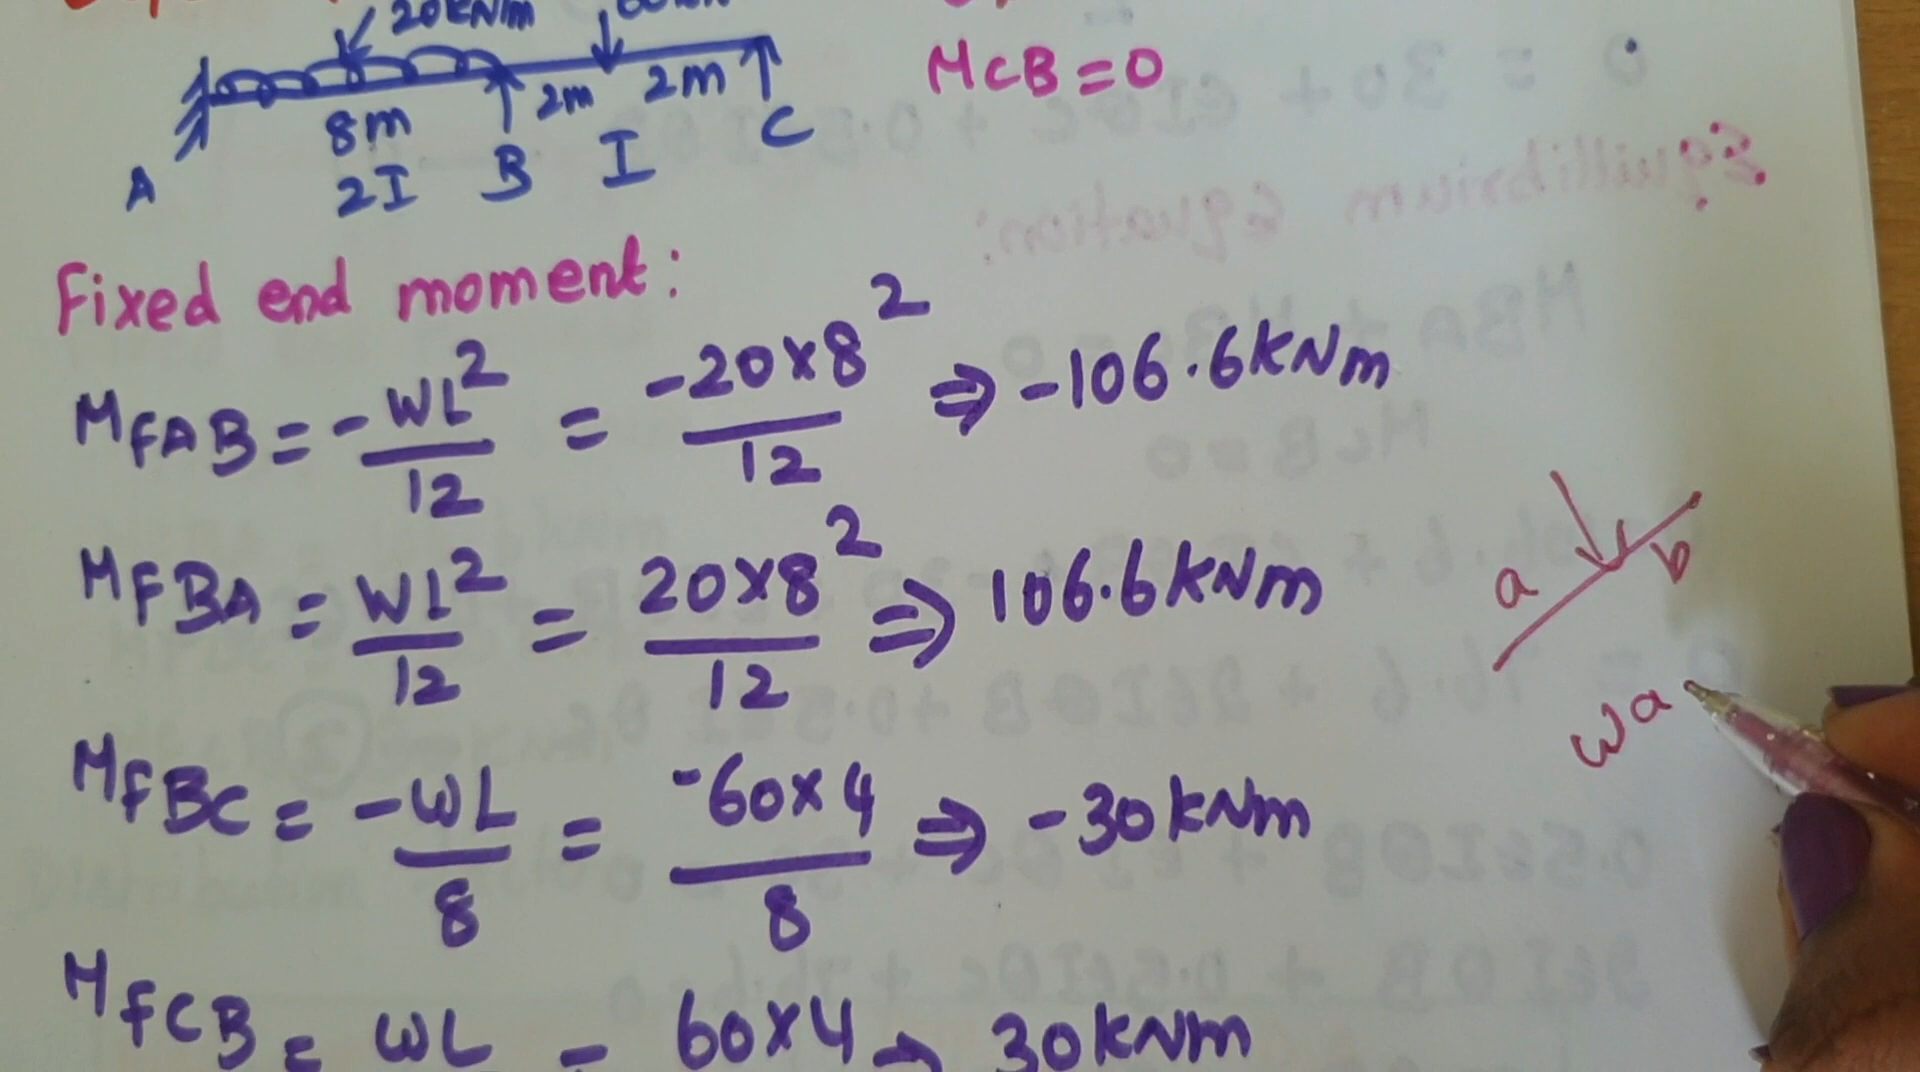 20kN/m
MCB=0
8m 2m 2m
A 2I B I C
Fixed end moment:
MFAB = -WL²/12 = -20×8²/12 ⇒ -106.6kNm
MFBA = WL²/12 = 20×8²/12 ⇒ 106.6kNm
a b
wa
MFBC = -WL/8 = -60×4/8 ⇒ -30kNm
MFCB = WL = 60×4 ⇒ 30kNm